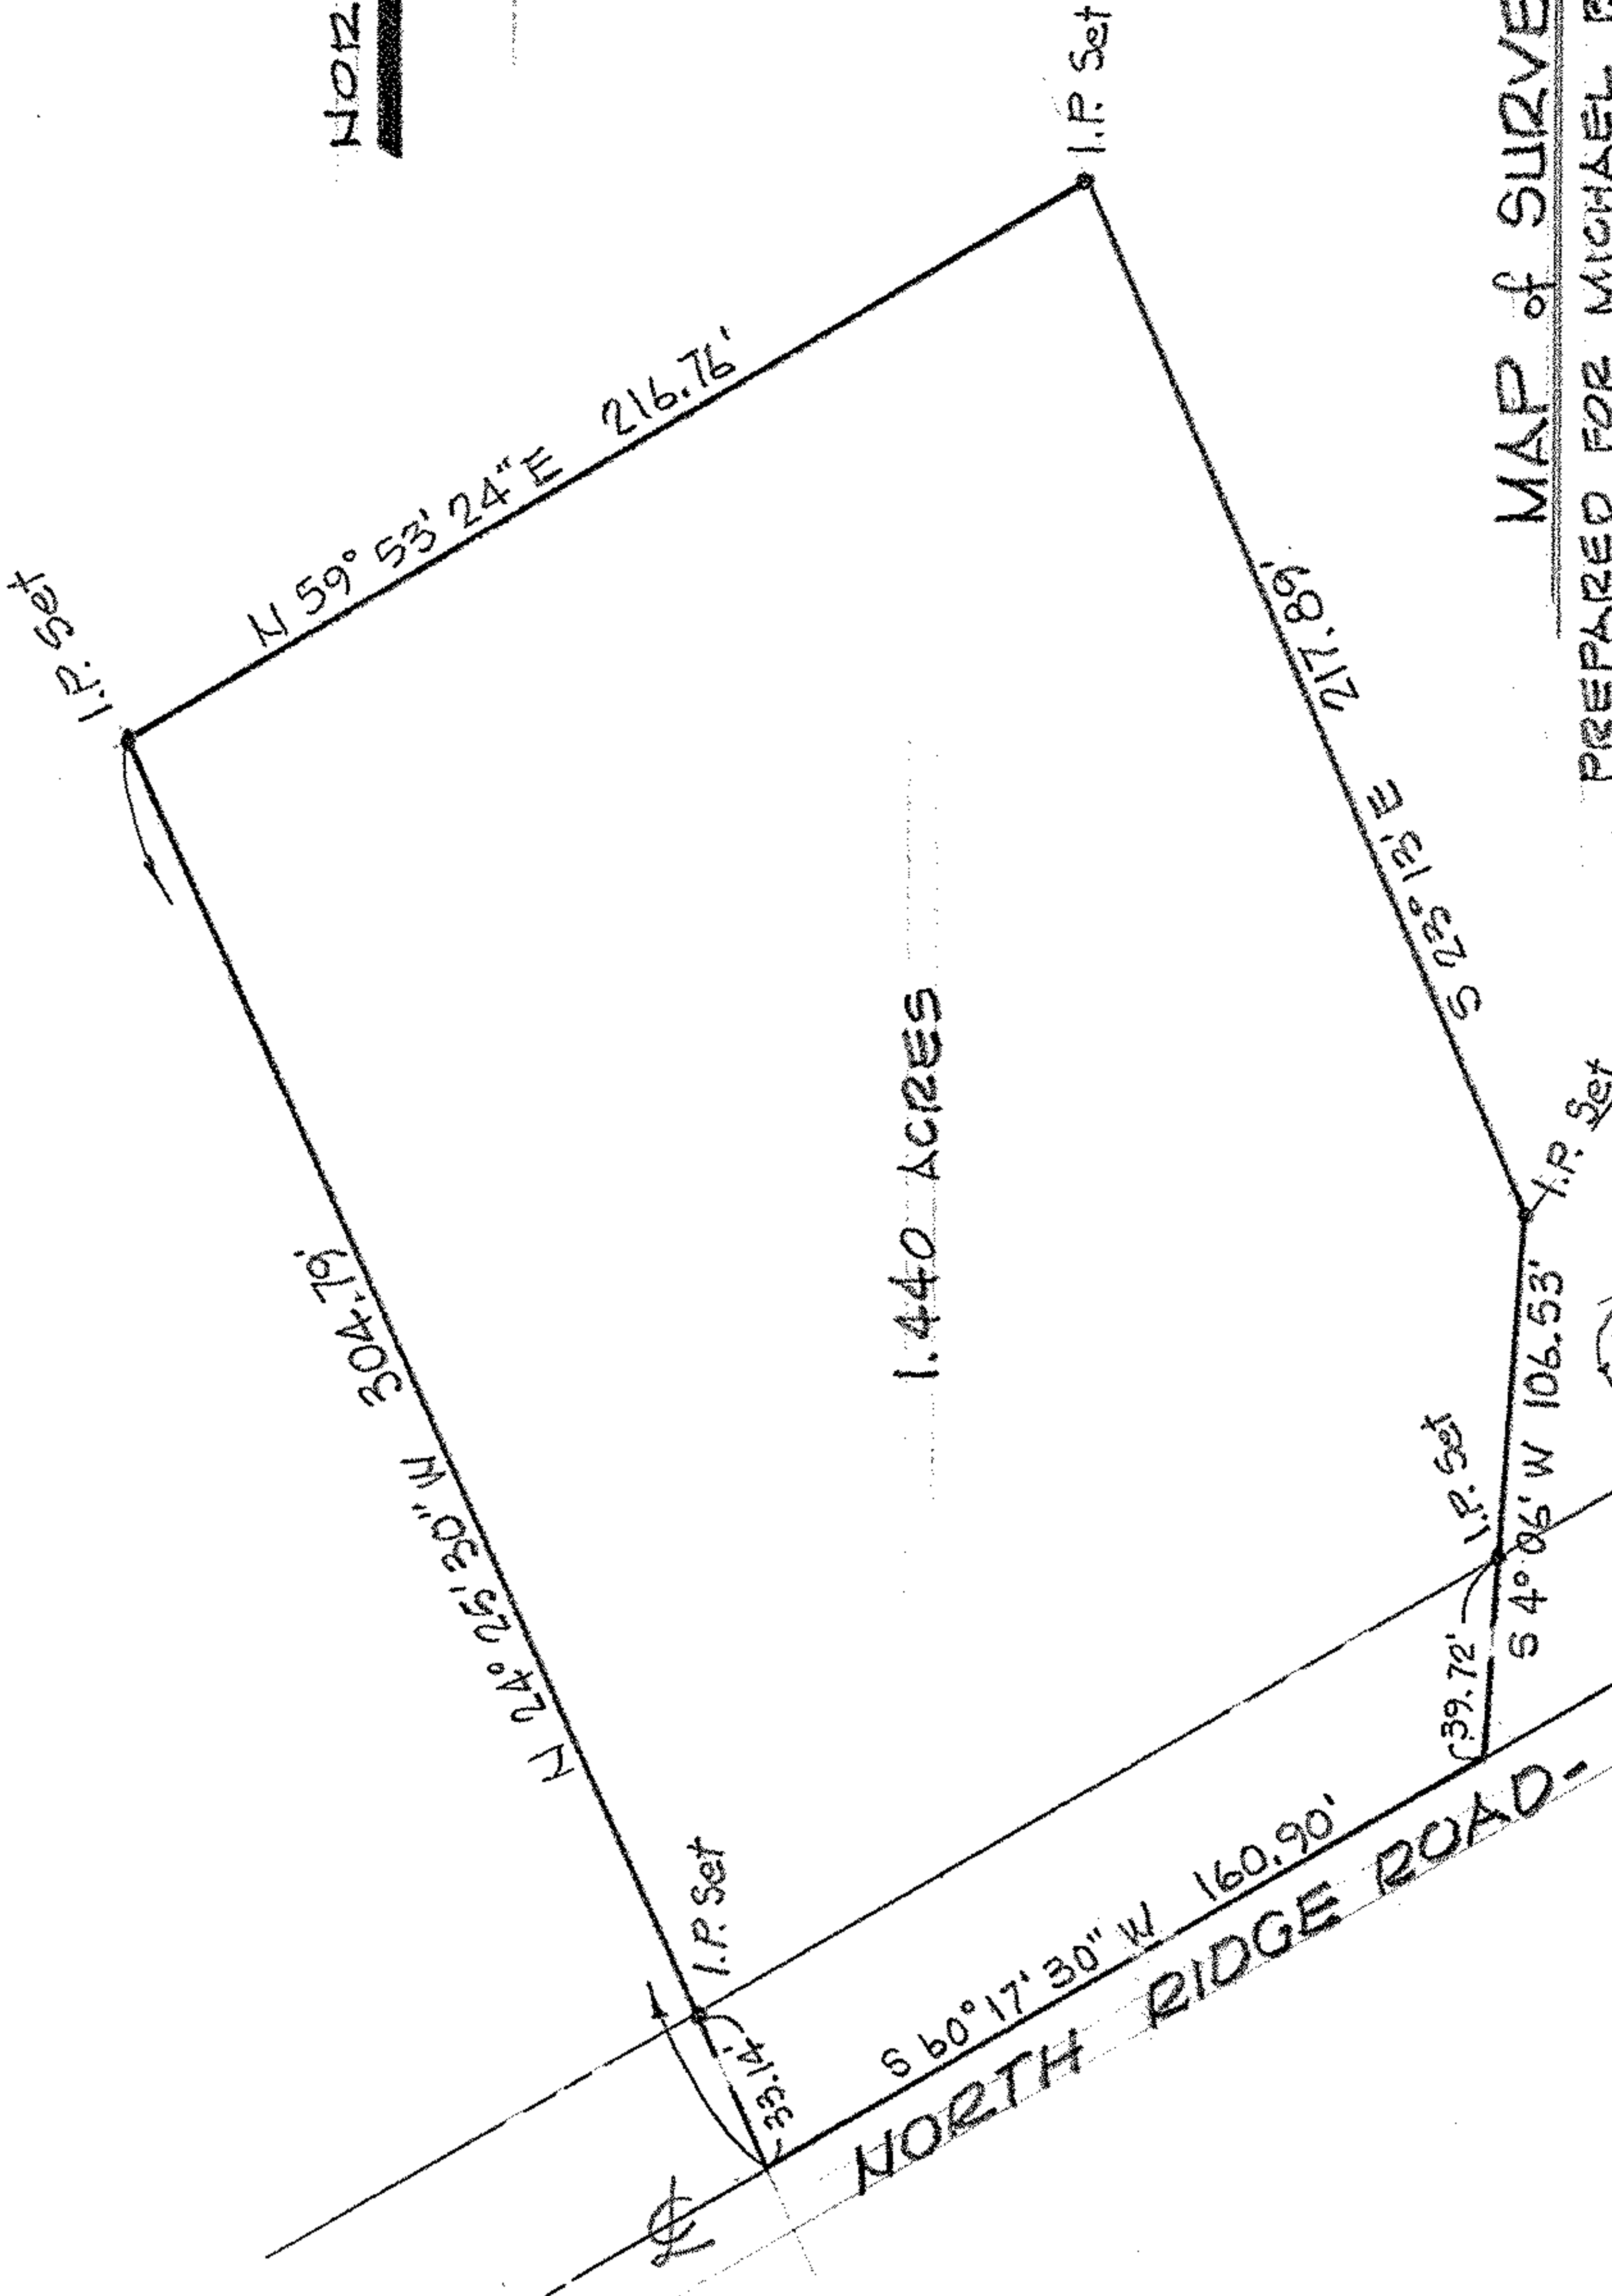 NOR
I.P. Set
N 59° 53' 24" E 216.76'
I.P. Set
N 24° 25' 30" W 304.79'
1.440 ACRES
S 23° 13' E 217.89'
I.P. Set
I.P. Set
I.P. Set
33.14'
39.72'
S 4° 06' W 106.53'
S 60° 17' 30" W 160.90'
℄
NORTH RIDGE ROAD-
MAP of SURVE
PREPARED FOR MICHAEL